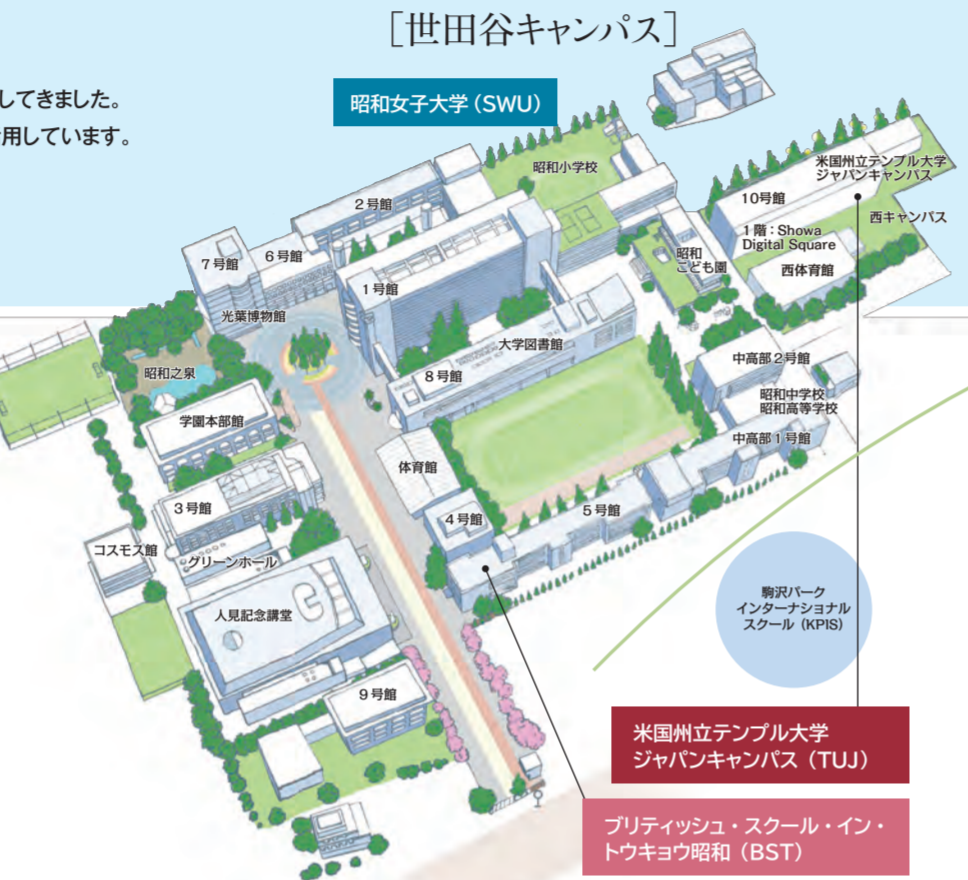 ［世田谷キャンパス］
してきました。
用しています。
昭和女子大学（SWU）
昭和小学校
米国州立テンプル大学
ジャパンキャンパス
2号館
10号館
西キャンパス
1階：Showa
Digital Square
6号館
7号館
昭和
こども園
西体育館
1号館
光葉博物館
大学図書館
中高部2号館
昭和之泉
8号館
昭和中学校
昭和高等学校
学園本部館
中高部1号館
体育館
3号館
4号館
5号館
コスモス館
グリーンホール
駒沢パーク
インターナショナル
スクール（KPIS）
人見記念講堂
9号館
米国州立テンプル大学
ジャパンキャンパス（TUJ）
ブリティッシュ・スクール・イン・
トウキョウ昭和（BST）